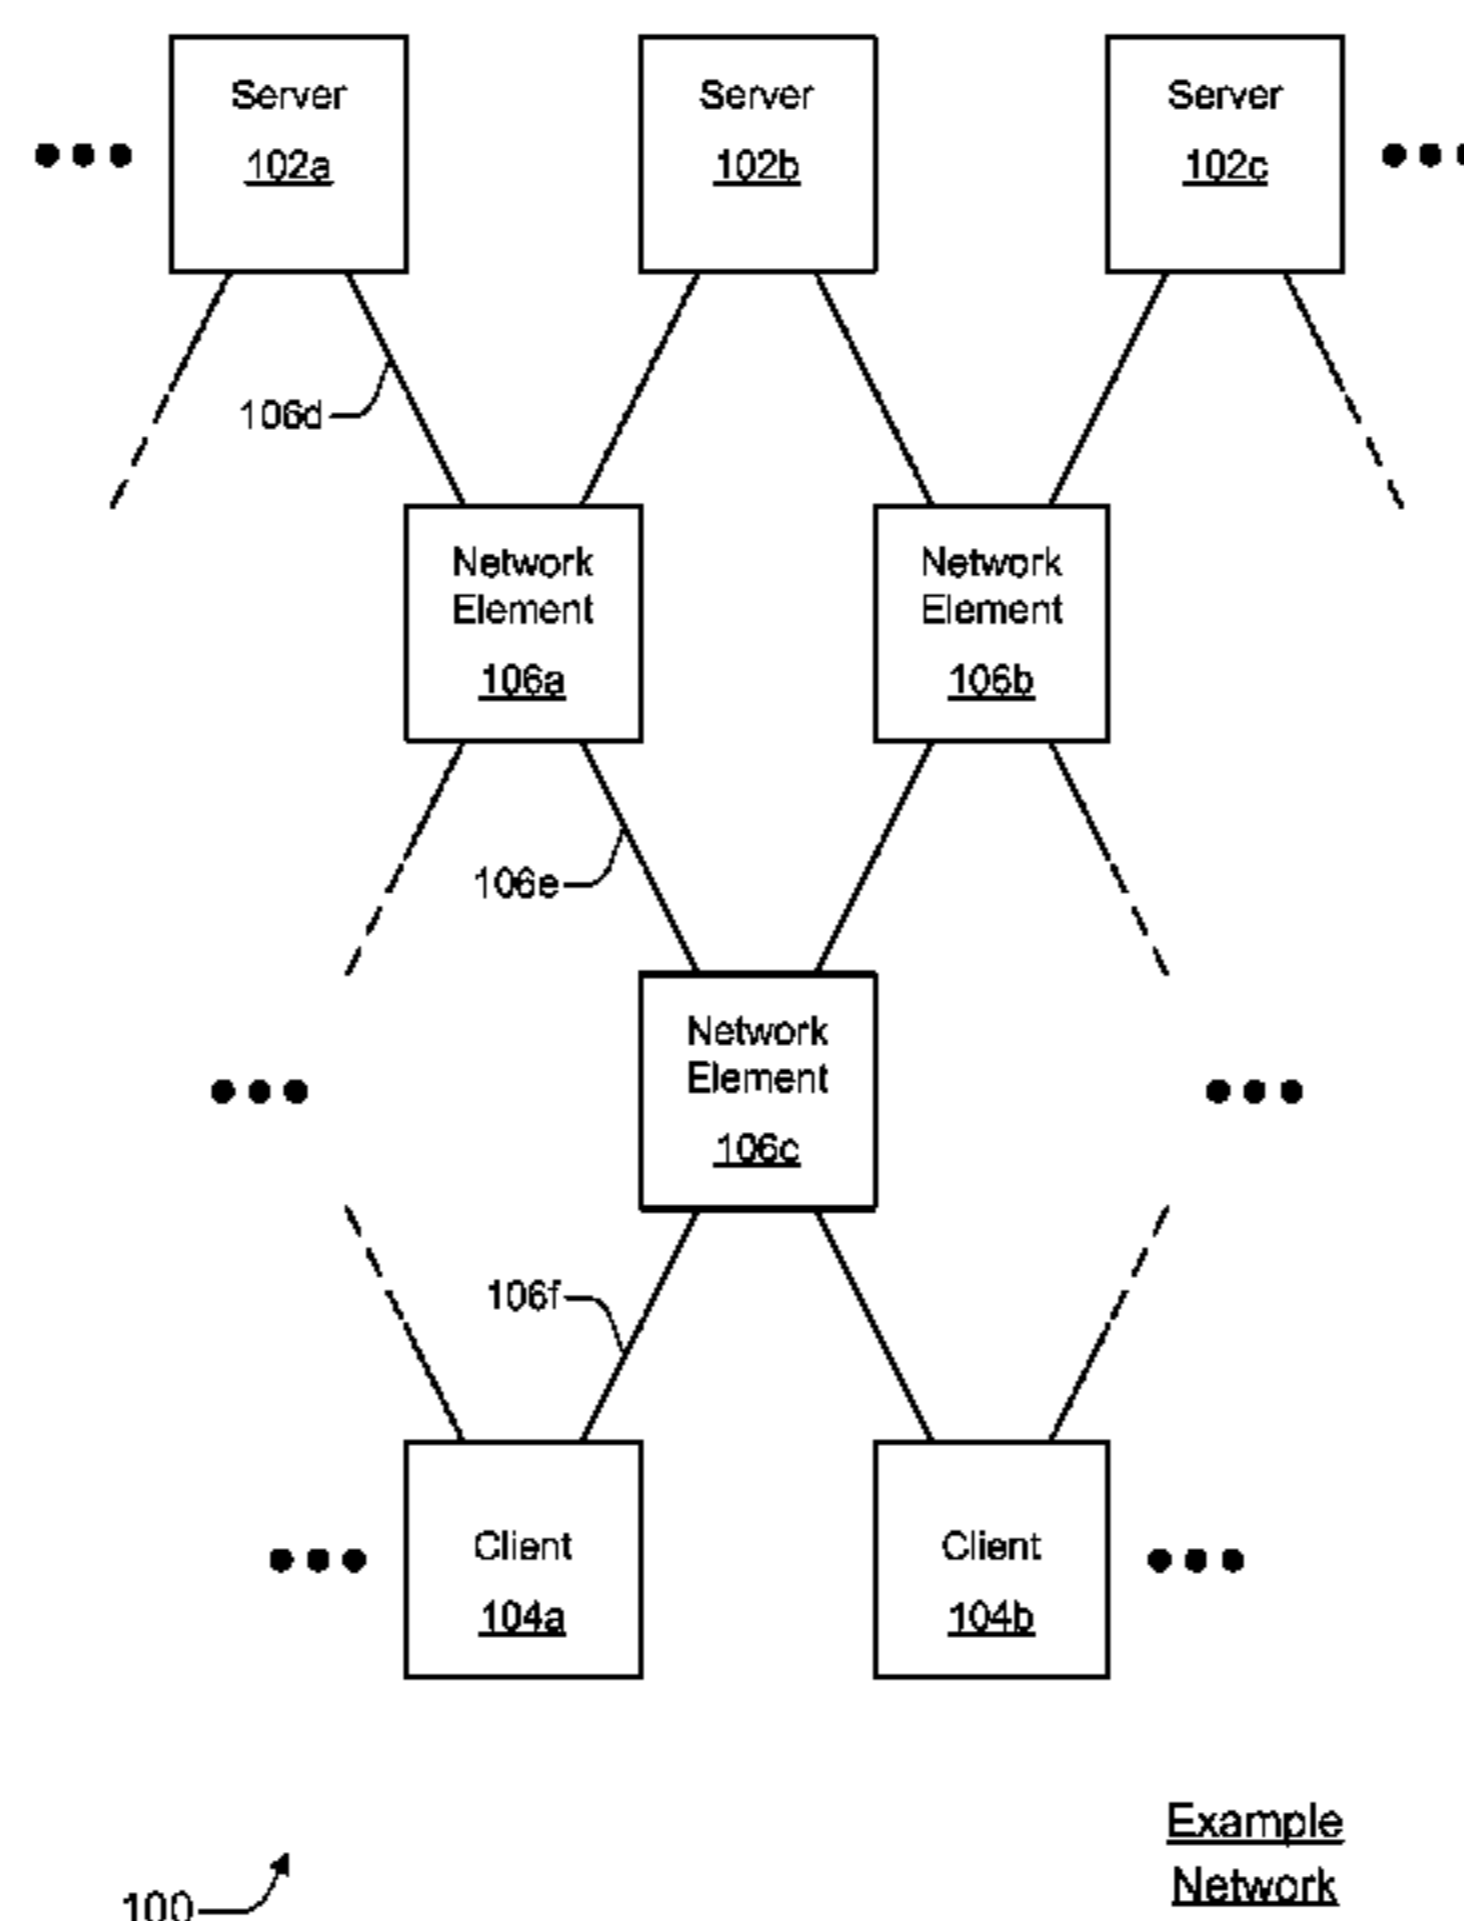 Server
102a
Server
102b
Server
102c
106d
Network
Element
106a
Network
Element
106b
106e
Network
Element
106c
106f
Client
104a
Client
104b
Example
Network
100